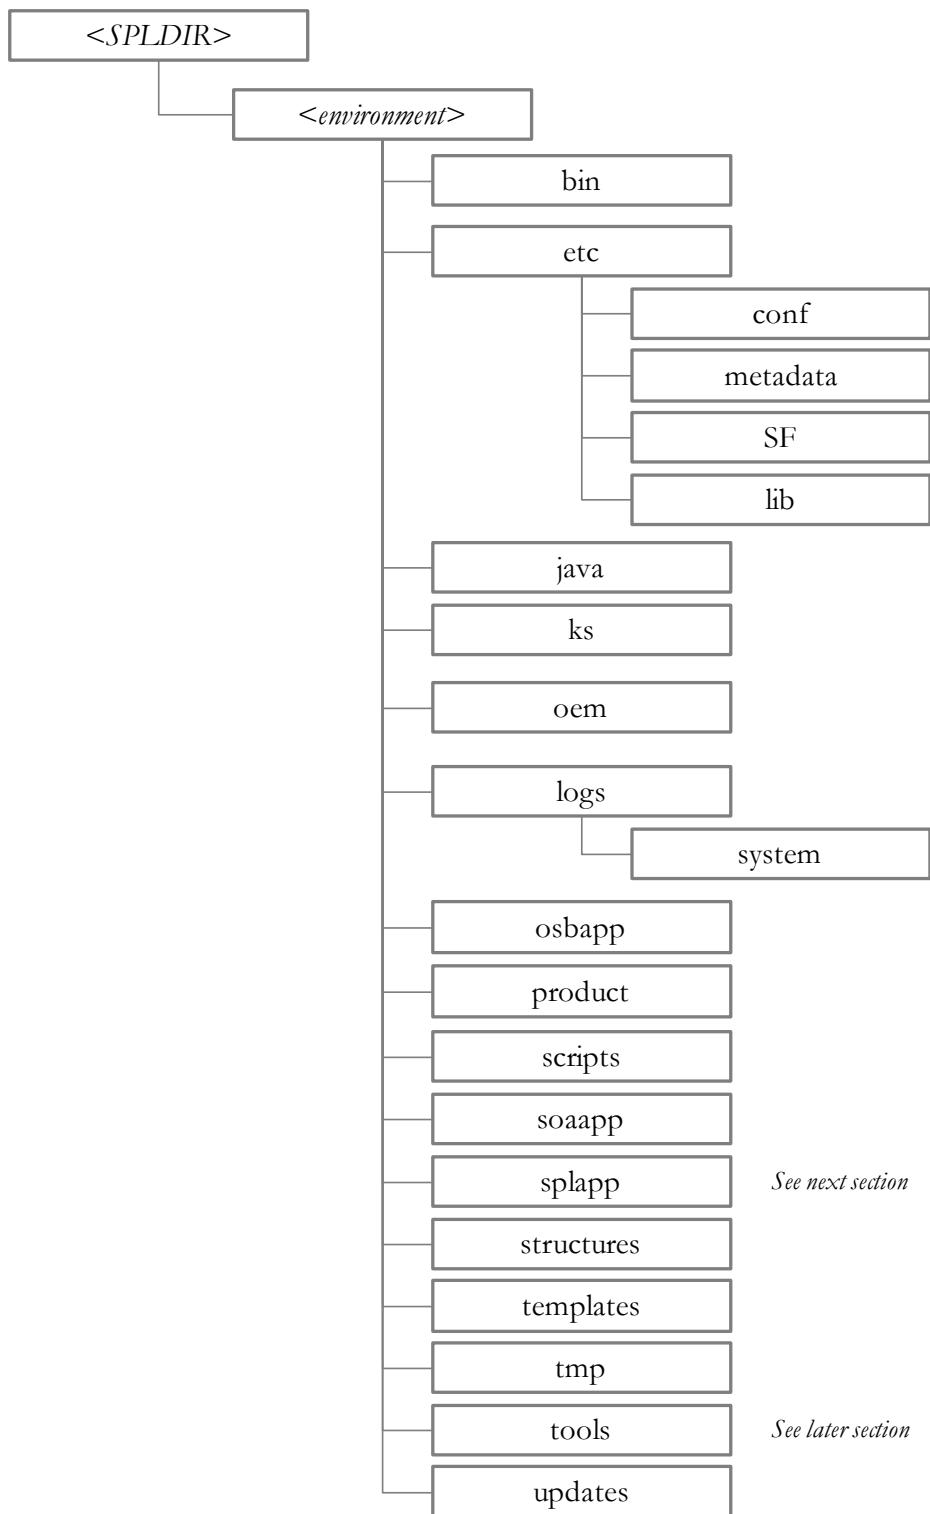 <SPLDIR>
<environment>
bin
etc
conf
metadata
SF
lib
java
ks
oem
logs
system
osbapp
product
scripts
soaapp
splapp See next section
structures
templates
tmp
tools See later section
updates